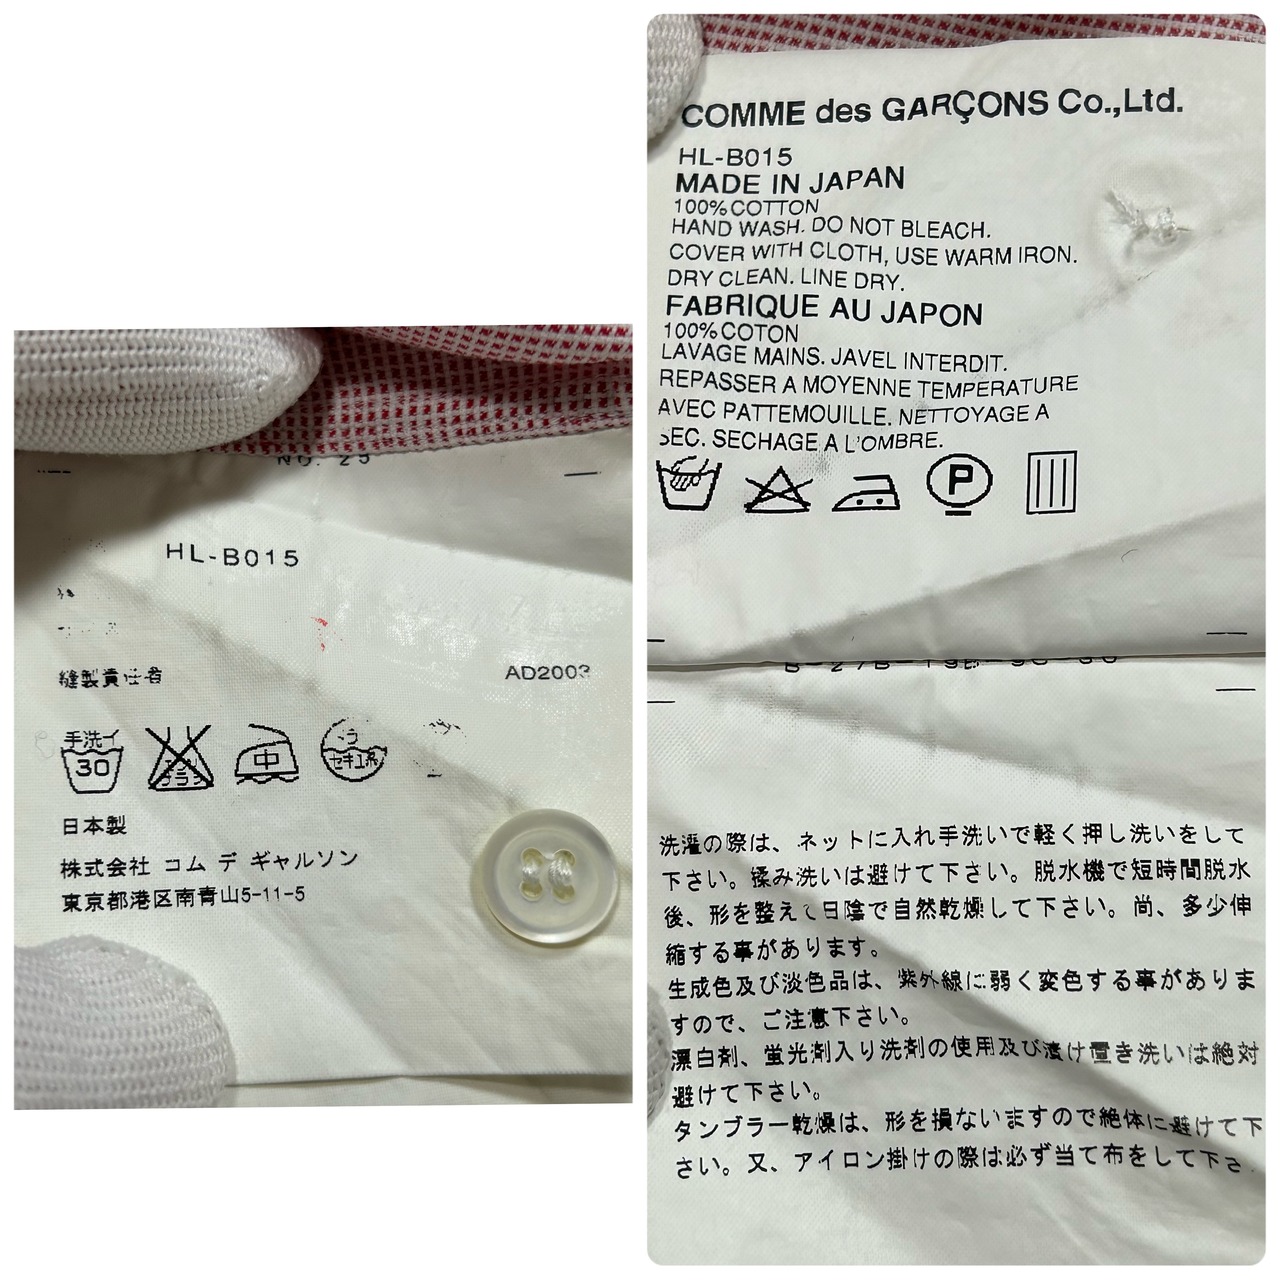 NO. 25
HL-B015
縫製責任者
AD2003
手洗イ
30
中
セキユ系
日本製
株式会社 コム デ ギャルソン
東京都港区南青山5-11-5
COMME des GARÇONS Co.,Ltd.
HL-B015
MADE IN JAPAN
100%COTTON
HAND WASH. DO NOT BLEACH.
COVER WITH CLOTH, USE WARM IRON.
DRY CLEAN. LINE DRY.
FABRIQUE AU JAPON
100%COTON
LAVAGE MAINS. JAVEL INTERDIT.
REPASSER A MOYENNE TEMPERATURE
AVEC PATTEMOUILLE. NETTOYAGE A
SEC. SECHAGE A L'OMBRE.
P
洗濯の際は、ネットに入れ手洗いで軽く押し洗いをして
下さい。揉み洗いは避けて下さい。脱水機で短時間脱水
後、形を整えて日陰で自然乾燥して下さい。尚、多少伸
縮する事があります。
生成色及び淡色品は、紫外線に弱く変色する事がありま
すので、ご注意下さい。
漂白剤、蛍光剤入り洗剤の使用及び漬け置き洗いは絶対
避けて下さい。
タンブラー乾燥は、形を損ないますので絶体に避けて下
さい。又、アイロン掛けの際は必ず当て布をして下さ